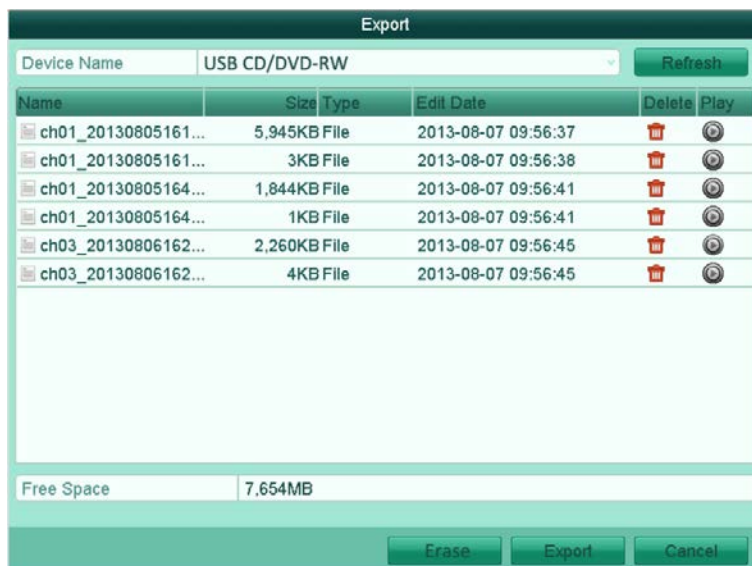 Export
Device Name USB CD/DVD-RW Refresh
Name Size Type Edit Date Delete Play
ch01_20130805161... 5,945KB File 2013-08-07 09:56:37
ch01_20130805161... 3KB File 2013-08-07 09:56:38
ch01_20130805164... 1,844KB File 2013-08-07 09:56:41
ch01_20130805164... 1KB File 2013-08-07 09:56:41
ch03_20130806162... 2,260KB File 2013-08-07 09:56:45
ch03_20130806162... 4KB File 2013-08-07 09:56:45
Free Space 7,654MB
Erase Export Cancel